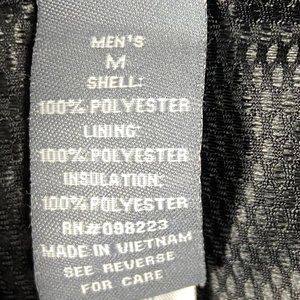 MEN'S
M
SHELL:
100% POLYESTER
LINING:
100% POLYESTER
INSULATION:
100% POLYESTER
RN#098223
MADE IN VIETNAM
SEE REVERSE
FOR CARE